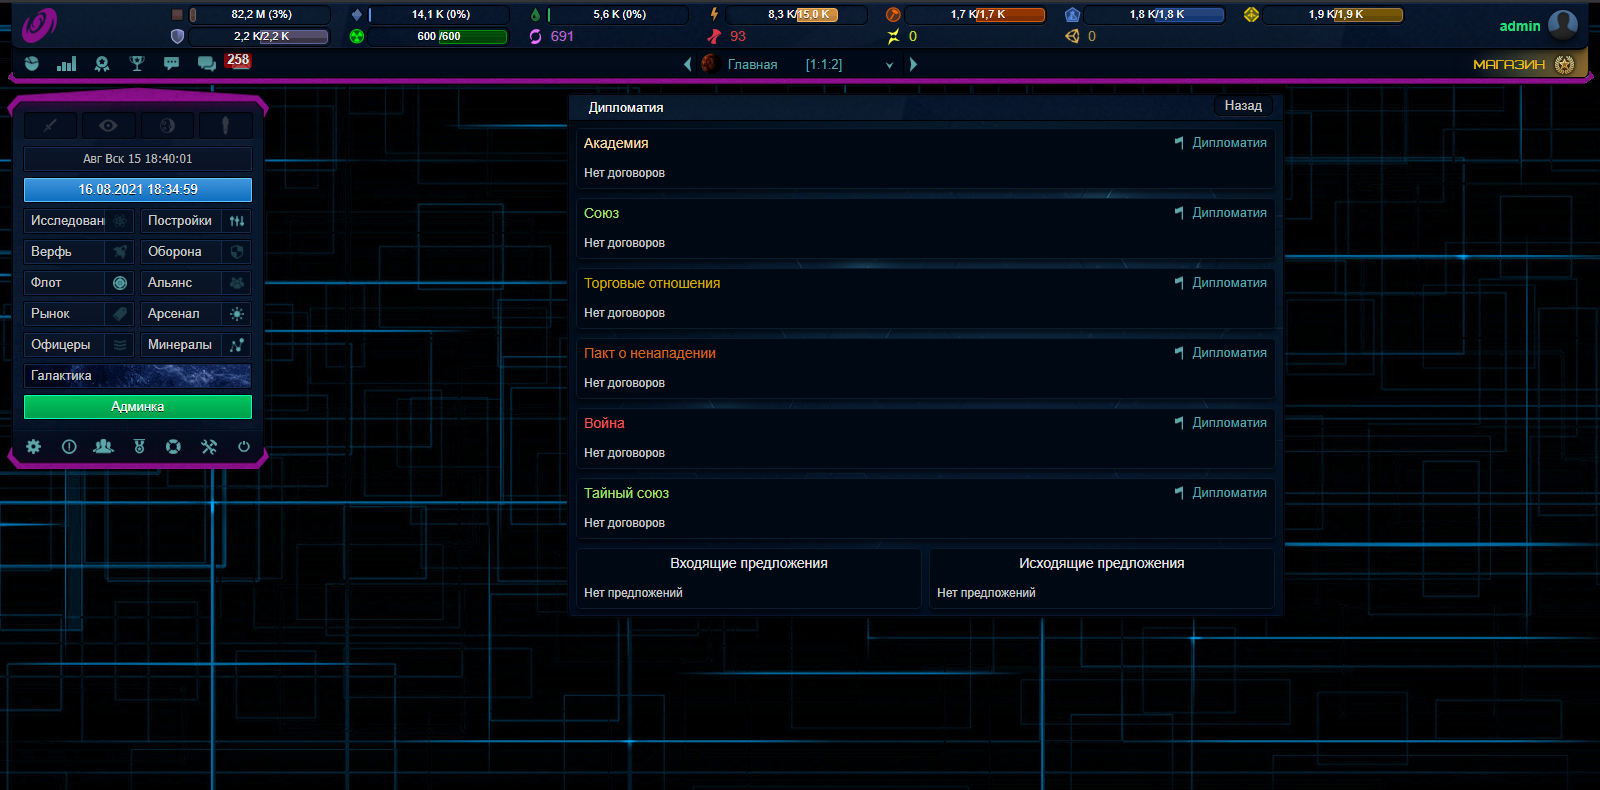 82,2 M (3%) 14,1 K (0%) 5,6 K (0%) 8,3 K/15,0 K 1,7 K/1,7 K 1,8 K/1,8 K 1,9 K/1,9 K
2,2 K/2,2 K 600 /600 691 93 0 0
admin
258
Главная [1:1:2]
МАГАЗИН
Авг Вск 15 18:40:01
16.08.2021 18:34:59
Исследован Постройки
Верфь Оборона
Флот Альянс
Рынок Арсенал
Офицеры Минералы
Галактика
Админка
Дипломатия Назад
Академия Дипломатия
Нет договоров
Союз Дипломатия
Нет договоров
Торговые отношения Дипломатия
Нет договоров
Пакт о ненападении Дипломатия
Нет договоров
Война Дипломатия
Нет договоров
Тайный союз Дипломатия
Нет договоров
Входящие предложения Исходящие предложения
Нет предложений Нет предложений